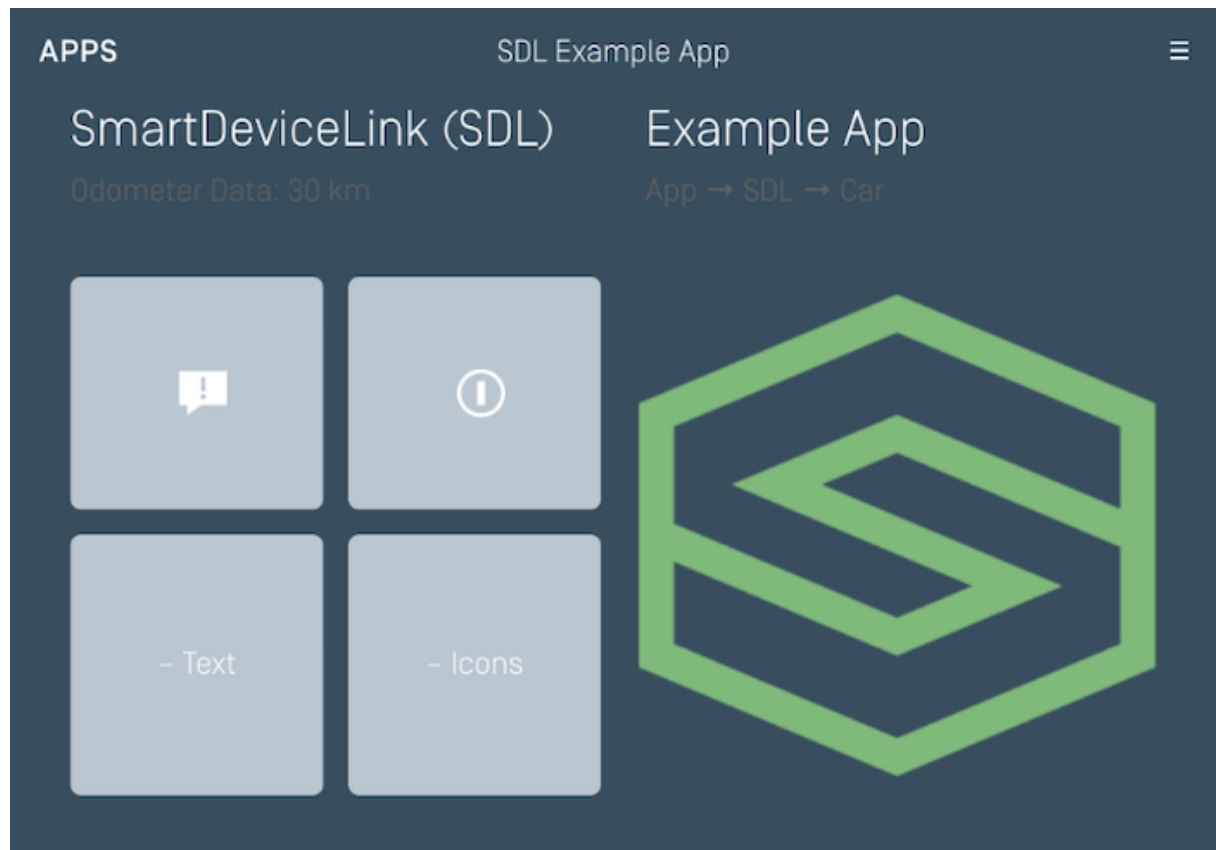 APPS
SDL Example App
SmartDeviceLink (SDL)
Example App
Odometer Data: 30 km
App → SDL → Car
– Text
– Icons